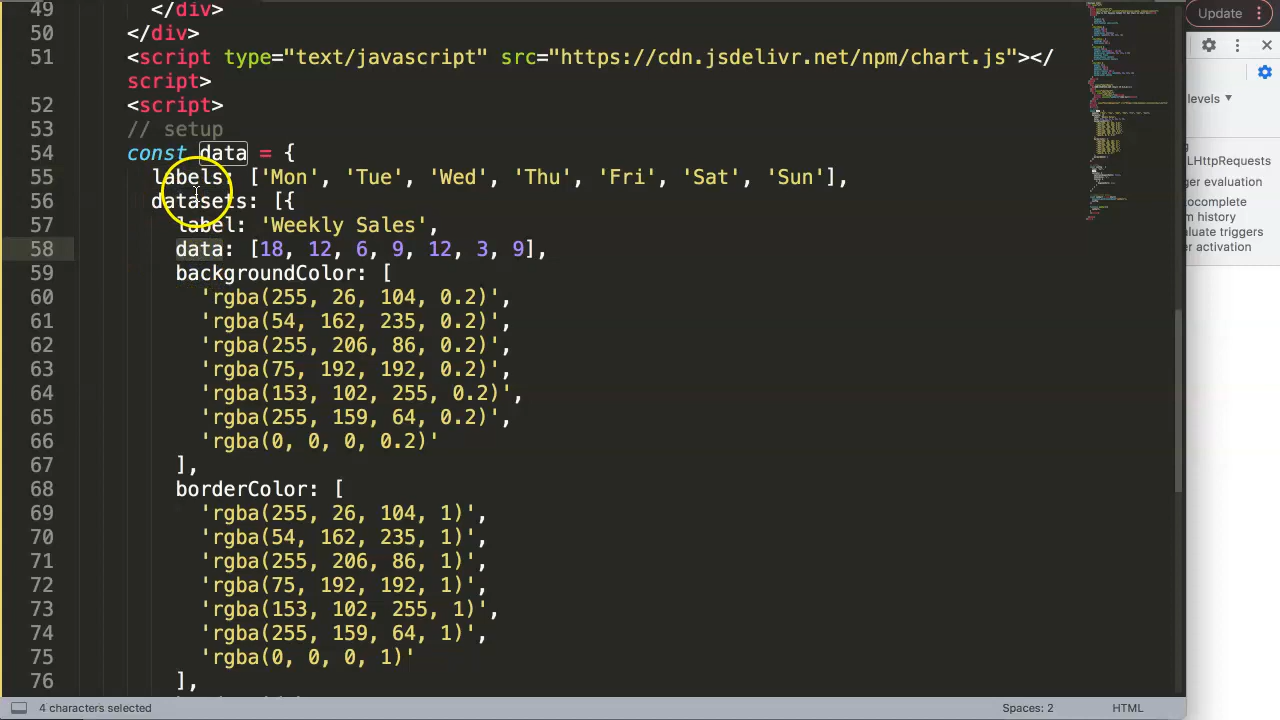 49 </div>
50 </div>
51 <script type="text/javascript" src="https://cdn.jsdelivr.net/npm/chart.js"></
script>
52 <script>
53 // setup
54 const data = {
55 labels: ['Mon', 'Tue', 'Wed', 'Thu', 'Fri', 'Sat', 'Sun'],
56 datasets: [{
57 label: 'Weekly Sales',
58 data: [18, 12, 6, 9, 12, 3, 9],
59 backgroundColor: [
60 'rgba(255, 26, 104, 0.2)',
61 'rgba(54, 162, 235, 0.2)',
62 'rgba(255, 206, 86, 0.2)',
63 'rgba(75, 192, 192, 0.2)',
64 'rgba(153, 102, 255, 0.2)',
65 'rgba(255, 159, 64, 0.2)',
66 'rgba(0, 0, 0, 0.2)'
67 ],
68 borderColor: [
69 'rgba(255, 26, 104, 1)',
70 'rgba(54, 162, 235, 1)',
71 'rgba(255, 206, 86, 1)',
72 'rgba(75, 192, 192, 1)',
73 'rgba(153, 102, 255, 1)',
74 'rgba(255, 159, 64, 1)',
75 'rgba(0, 0, 0, 1)'
76 ],
4 characters selected
Spaces: 2
HTML
Update
levels
LHttpRequests
er evaluation
tocomplete
m history
luate triggers
er activation